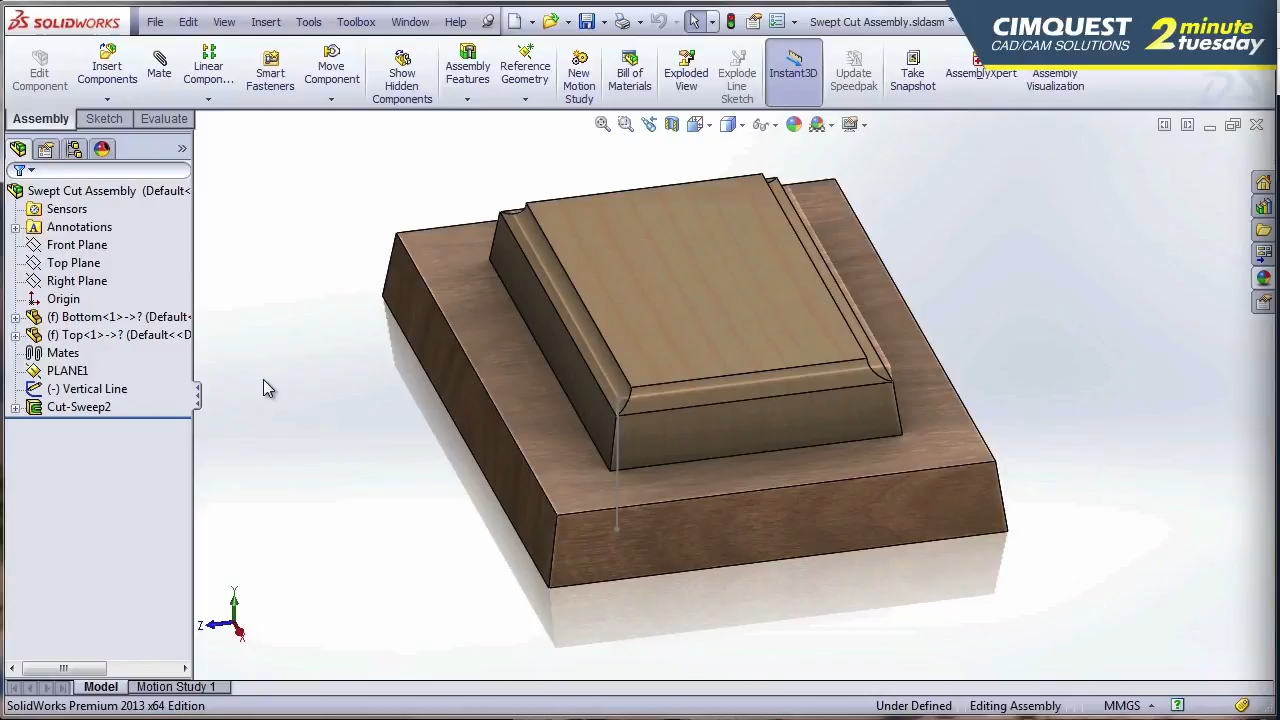 SOLIDWORKS File Edit View Insert Tools Toolbox Window Help Swept Cut Assembly.sldasm *
CIMQUEST
CAD/CAM SOLUTIONS
2 minute
tuesday
Edit
Component
Insert
Components
Mate
Linear
Compon...
Smart
Fasteners
Move
Component
Show
Hidden
Components
Assembly
Features
Reference
Geometry
New
Motion
Study
Bill of
Materials
Exploded
View
Explode
Line
Sketch
Instant3D
Update
Speedpak
Take
Snapshot
AssemblyXpert
Assembly
Visualization
Assembly Sketch Evaluate
Swept Cut Assembly (Default<
Sensors
A Annotations
Front Plane
Top Plane
Right Plane
Origin
(f) Bottom<1>->? (Default<
(f) Top<1>->? (Default<<D
Mates
PLANE1
(-) Vertical Line
Cut-Sweep2
Y
Z
X
Model Motion Study 1
SolidWorks Premium 2013 x64 Edition Under Defined Editing Assembly MMGS ?